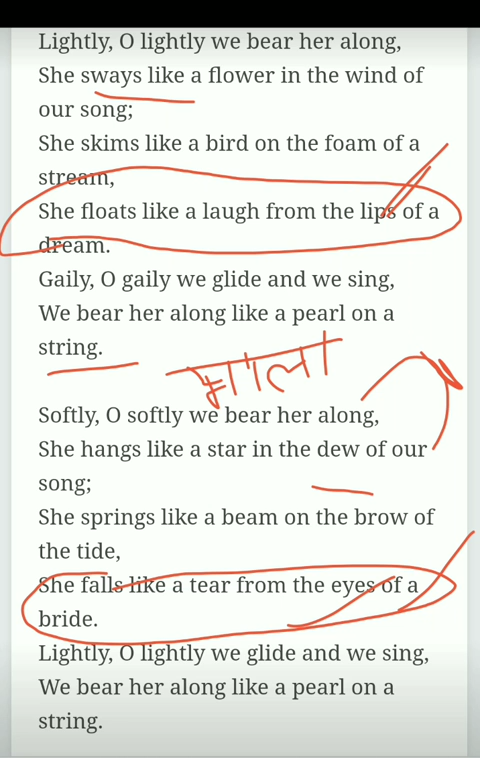 Lightly, O lightly we bear her along,
She sways like a flower in the wind of
our song;
She skims like a bird on the foam of a
stream,
She floats like a laugh from the lips of a
dream.
Gaily, O gaily we glide and we sing,
We bear her along like a pearl on a
string.
Softly, O softly we bear her along,
She hangs like a star in the dew of our
song;
She springs like a beam on the brow of
the tide,
She falls like a tear from the eyes of a
bride.
Lightly, O lightly we glide and we sing,
We bear her along like a pearl on a
string.